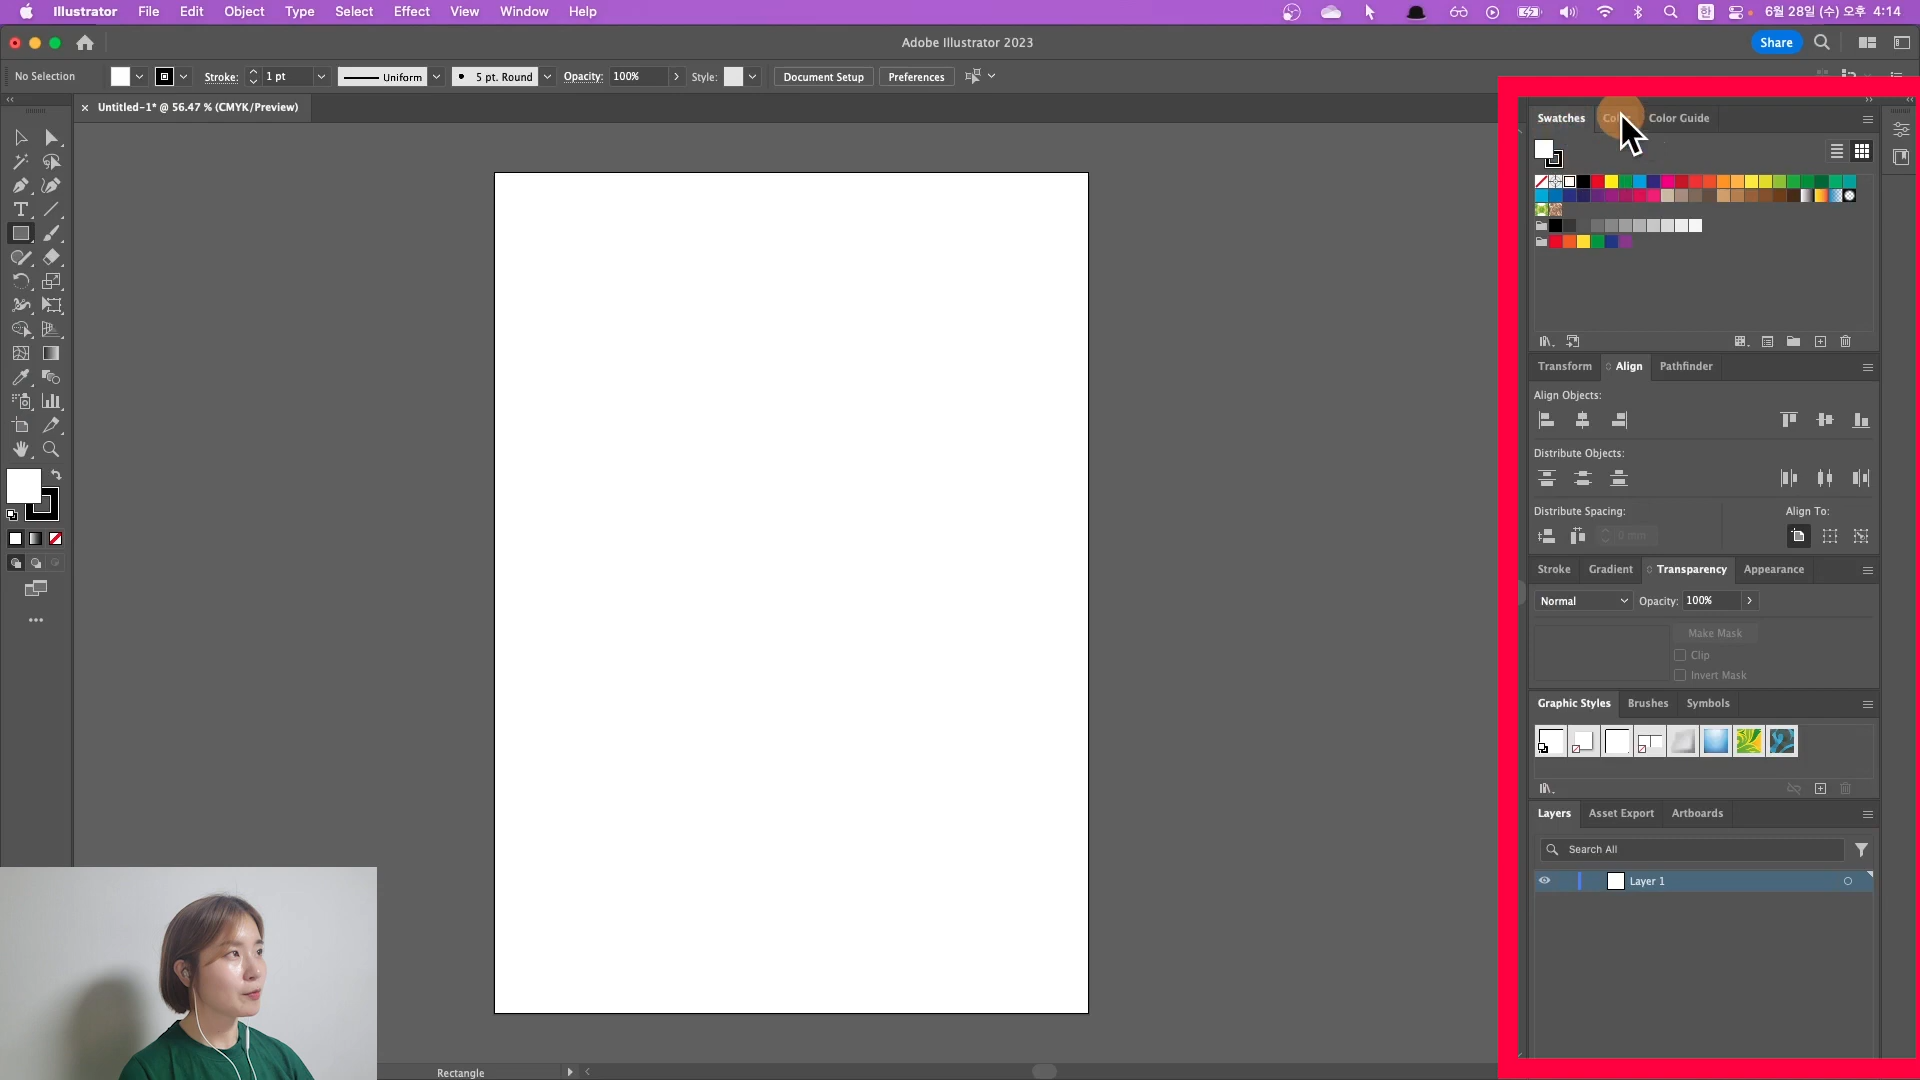 Illustrator File Edit Object Type Select Effect View Window Help
한 6월 28일 (수) 오후 4:14
Adobe Illustrator 2023
Share
No Selection Stroke: 1 pt Uniform 5 pt. Round Opacity: 100% Style: Document Setup Preferences
Untitled-1* @ 56.47 % (CMYK/Preview)
Swatches Color Color Guide
Transform Align Pathfinder
Align Objects:
Distribute Objects:
Distribute Spacing: Align To:
0 mm
Stroke Gradient Transparency Appearance
Normal Opacity: 100%
Make Mask
Clip
Invert Mask
Graphic Styles Brushes Symbols
Layers Asset Export Artboards
Search All
Layer 1
Rectangle